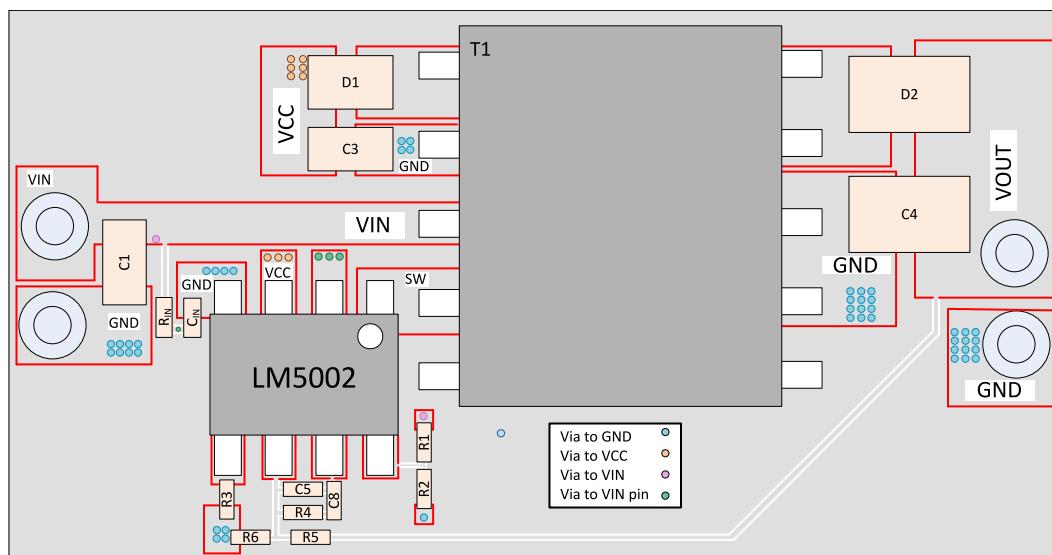 T1
D1
D2
VCC
C3
GND
VIN
VIN
C1
C4
VOUT
GND
GND
VCC
SW
RIN
CIN
GND
LM5002
GND
R1
R2
Via to GND
Via to VCC
Via to VIN
Via to VIN pin
R3
C5
C8
R4
R6
R5